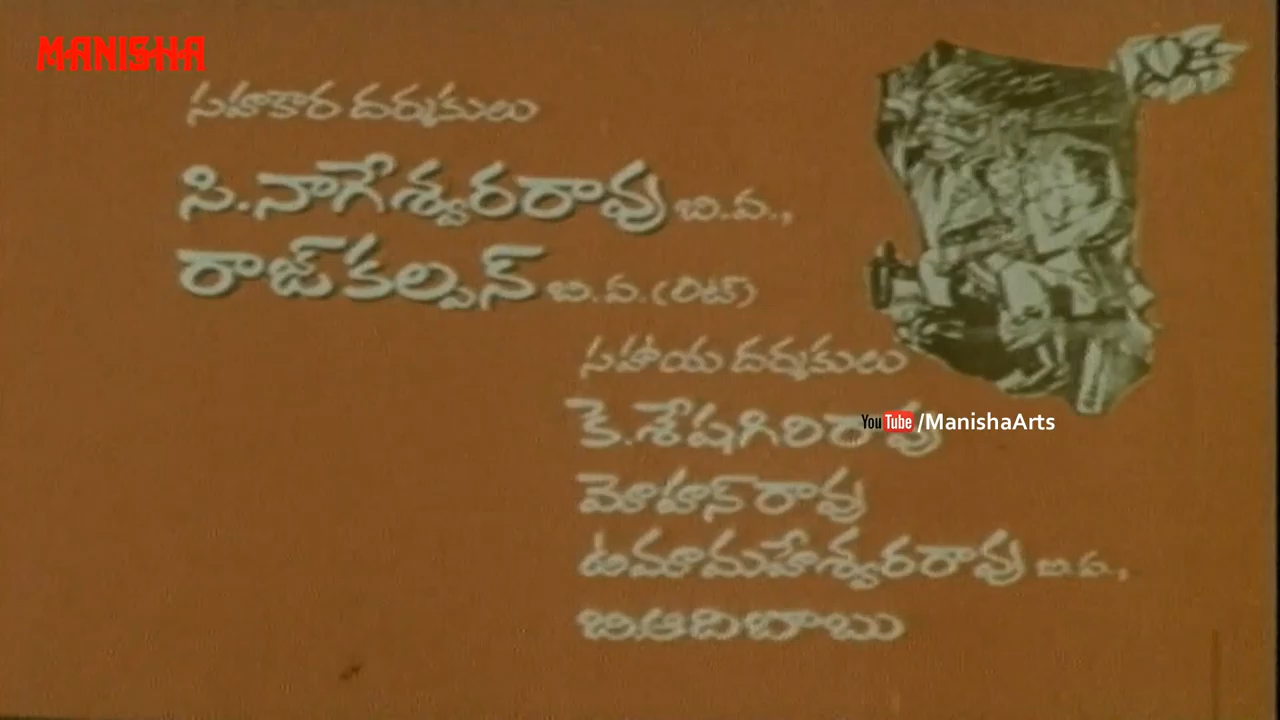 MANISHA
సహకార దర్శకులు
సి.నాగేశ్వరరావు బి.ఏ.,
రాజ్‌కల్పన్ బి.ఏ.(లిట్)
సహాయ దర్శకులు
కె.శేషగిరిరావు
YouTube /ManishaArts
మోహన్ రావు
ఉమామహేశ్వరరావు బి.ఏ.,
బి.ఆదిబాబు